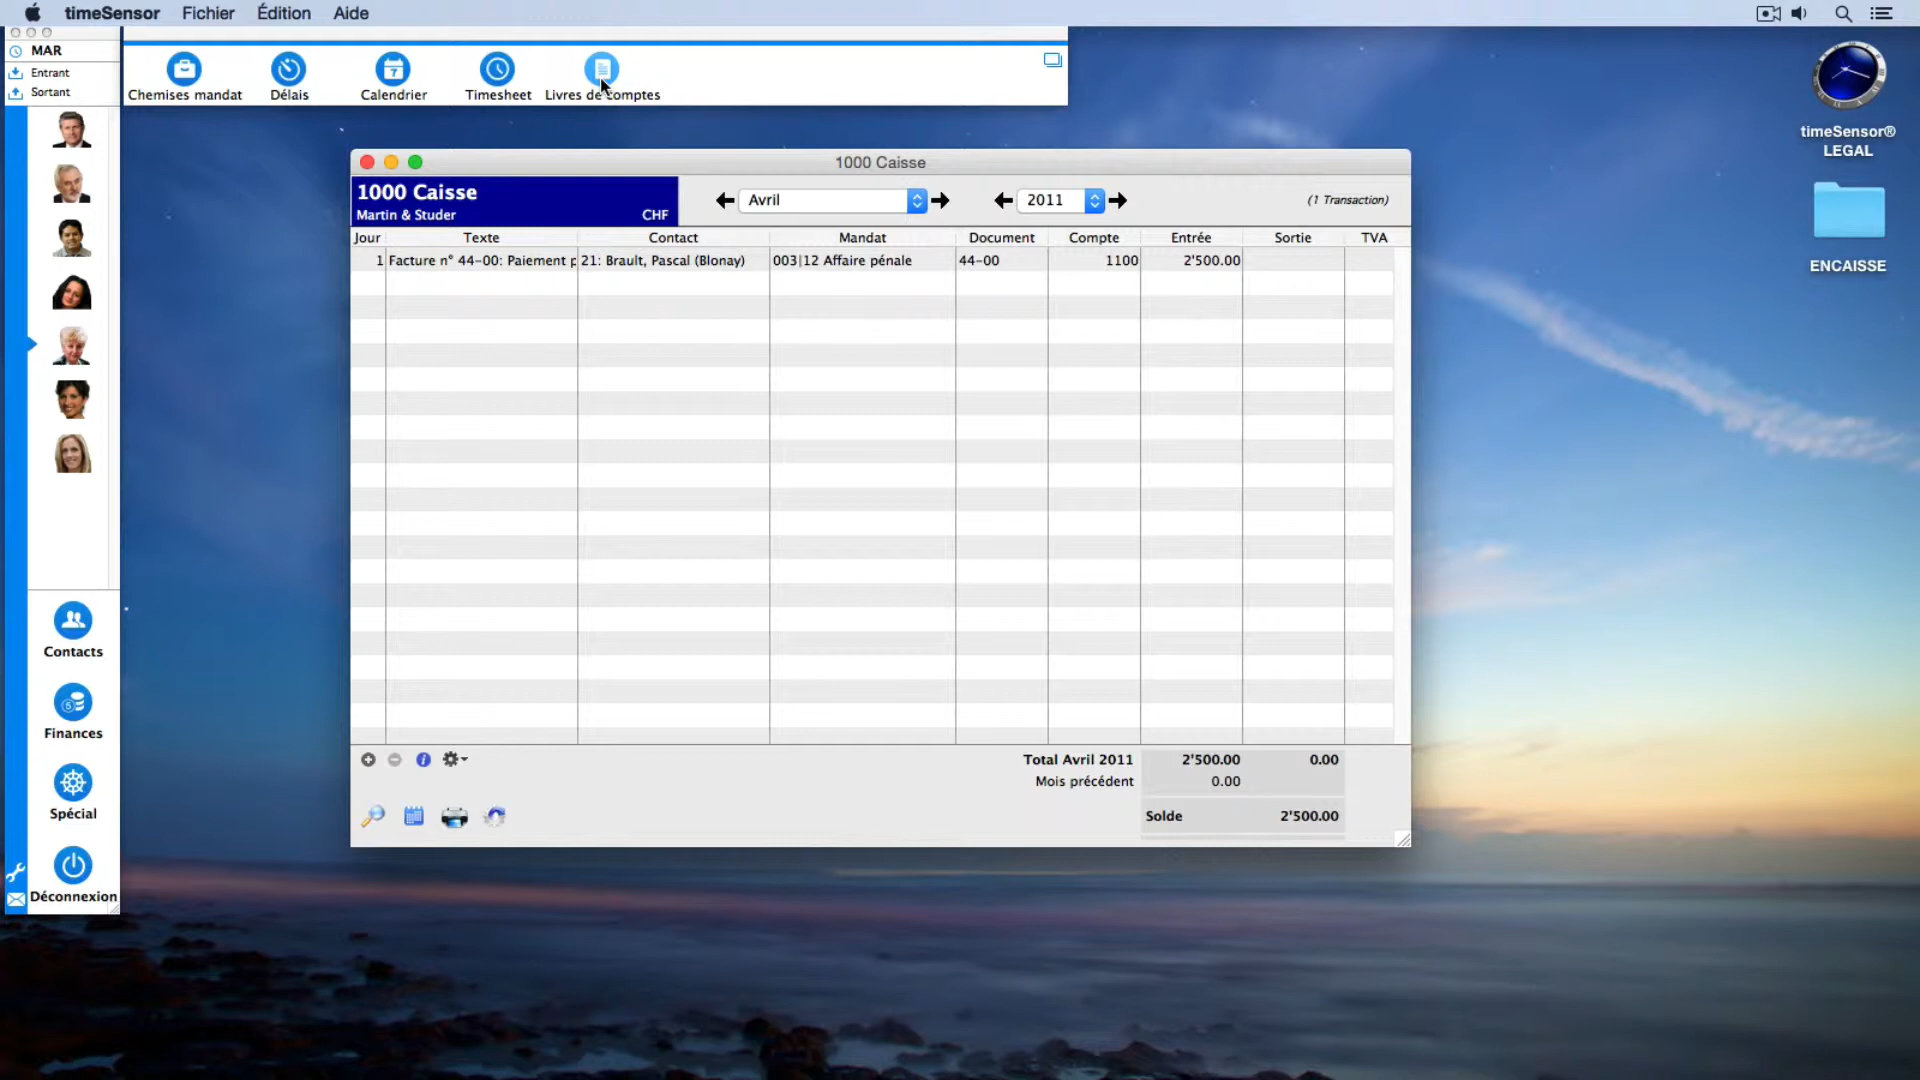 timeSensor Fichier Édition Aide
MAR
Entrant
Sortant
Chemises mandat Délais Calendrier Timesheet Livres de comptes
7
timeSensor®
LEGAL
ENCAISSE
1000 Caisse
1000 Caisse
Martin & Studer CHF
Avril 2011 (1 Transaction)
Jour Texte Contact Mandat Document Compte Entrée Sortie TVA
1 Facture n° 44-00: Paiement p 21: Brault, Pascal (Blonay) 003|12 Affaire pénale 44-00 1100 2'500.00
Total Avril 2011 2'500.00 0.00
Mois précédent 0.00
Solde 2'500.00
Contacts
5
Finances
Spécial
Déconnexion